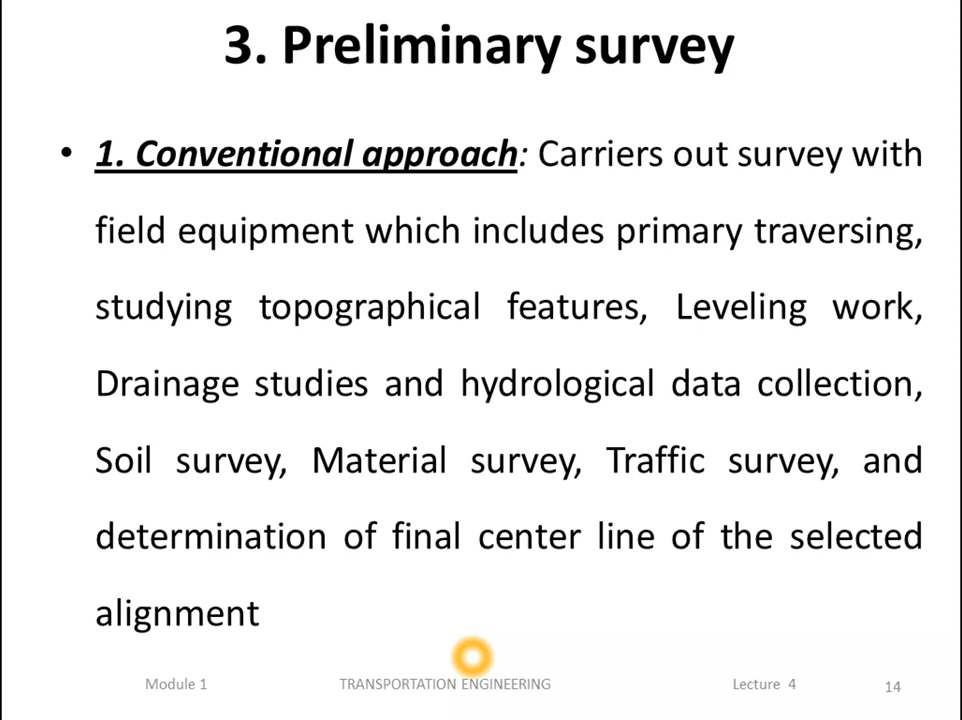 3. Preliminary survey
• 1. Conventional approach: Carriers out survey with
field equipment which includes primary traversing,
studying topographical features, Leveling work,
Drainage studies and hydrological data collection,
Soil survey, Material survey, Traffic survey, and
determination of final center line of the selected
alignment
Module 1 TRANSPORTATION ENGINEERING Lecture 4 14